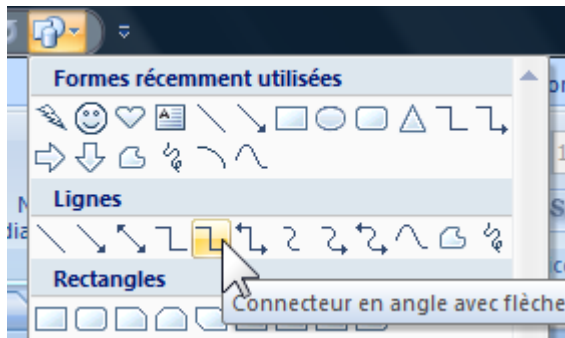 Formes récemment utilisées
Lignes
Rectangles
Connecteur en angle avec flèche